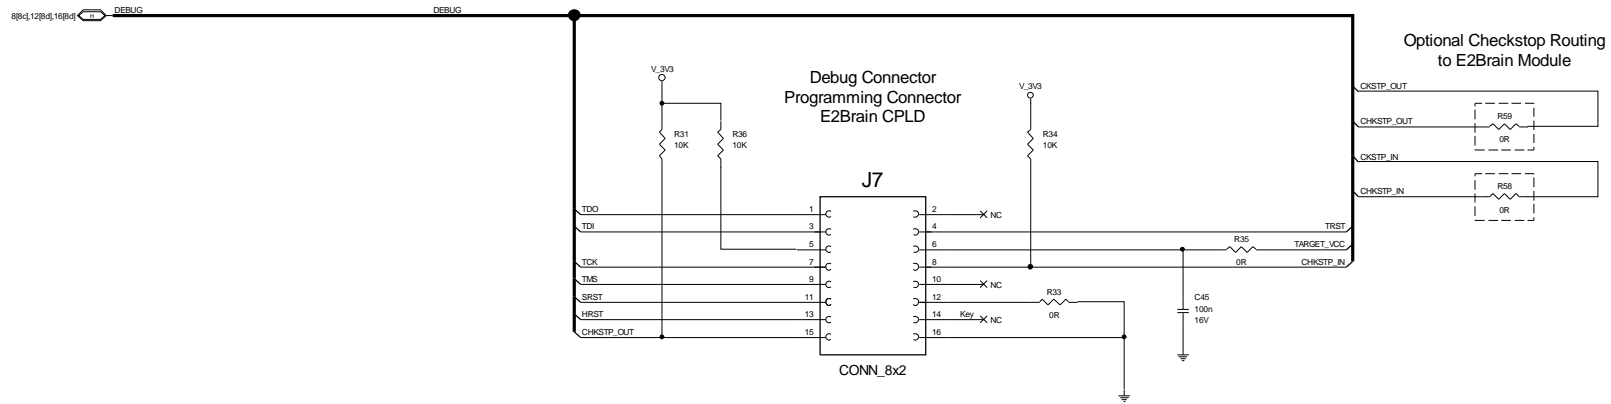 8[8c],12[8d],16[8d]
H
DEBUG
DEBUG
Optional Checkstop Routing
to E2Brain Module
V_3V3
Debug Connector
Programming Connector
E2Brain CPLD
V_3V3
CKSTP_OUT
CHKSTP_OUT
R59
0R
CKSTP_IN
CHKSTP_IN
R58
0R
R31
10K
R36
10K
R34
10K
J7
TDO
1
2
NC
TDI
3
4
TRST
5
6
R35
0R
TARGET_VCC
TCK
7
8
CHKSTP_IN
TMS
9
10
NC
SRST
11
12
R33
0R
HRST
13
14
Key
NC
CHKSTP_OUT
15
16
C45
100n
16V
CONN_8x2